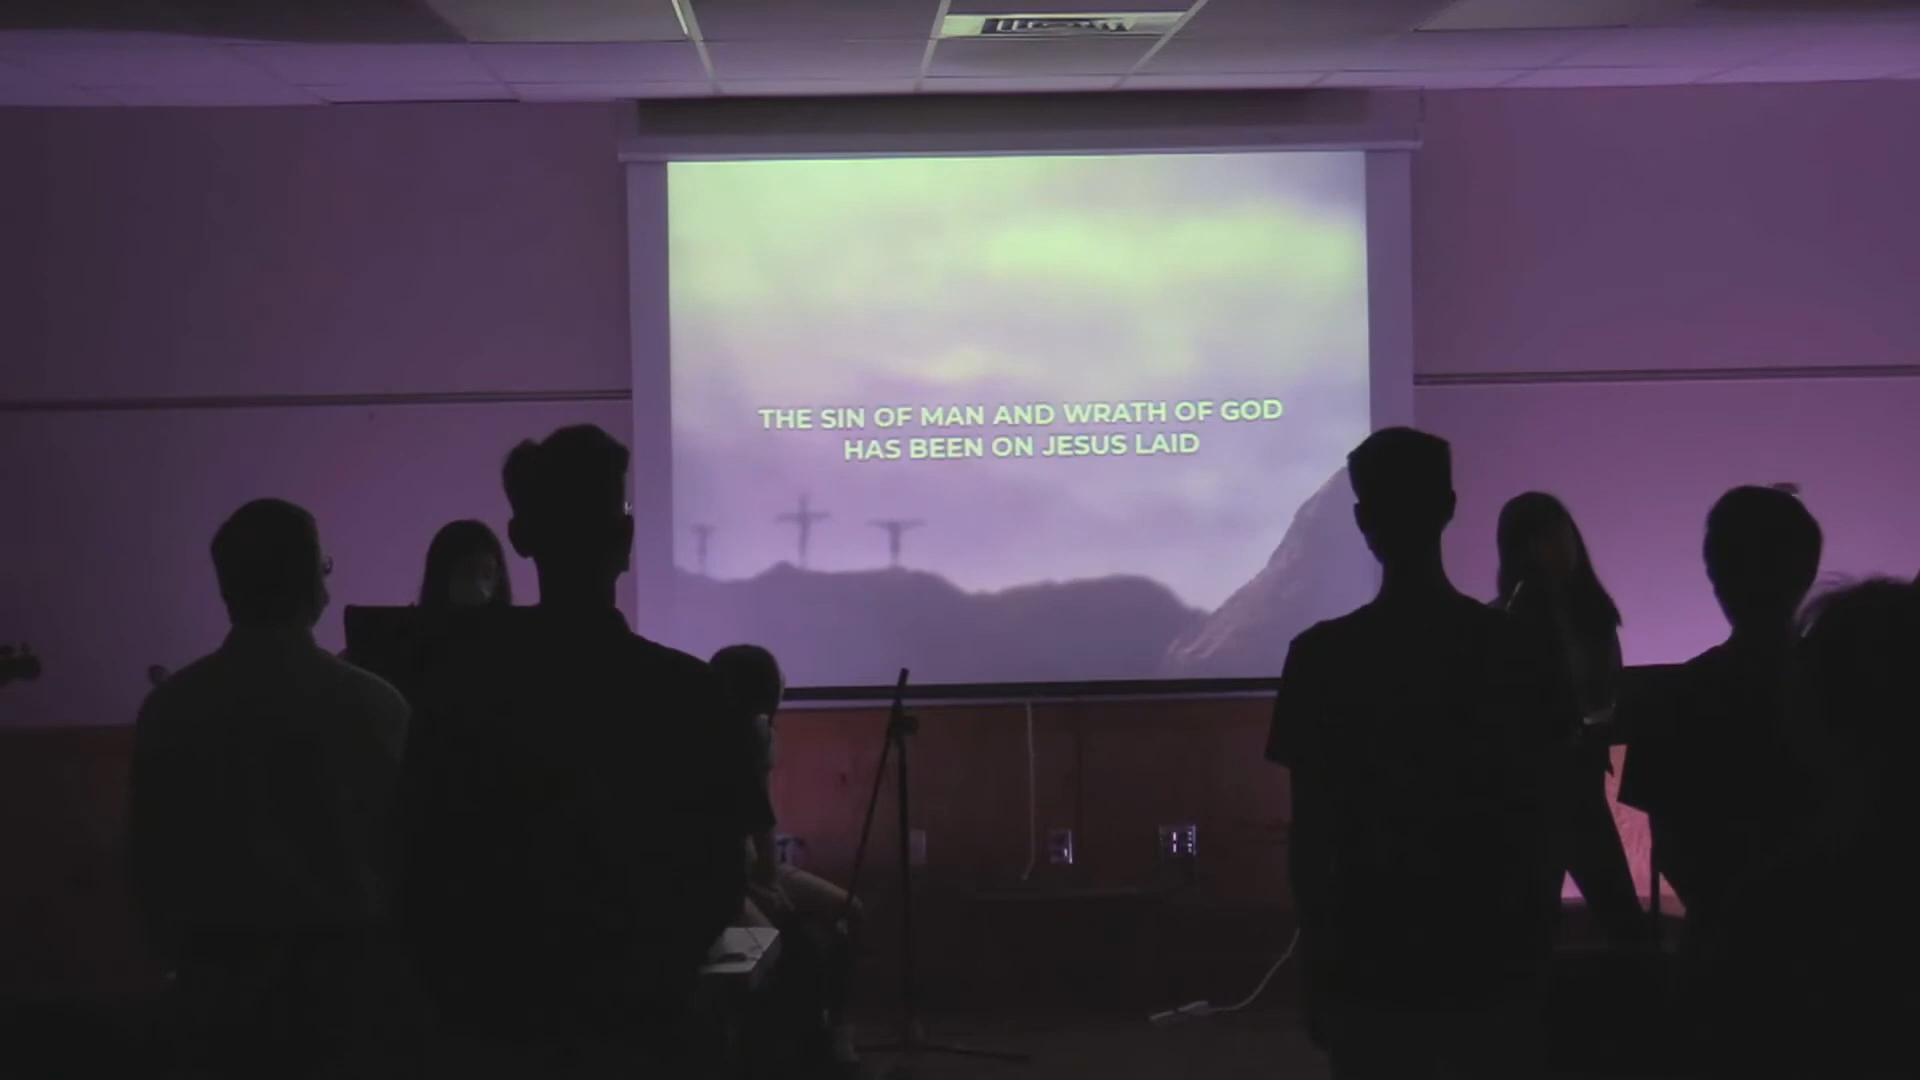 THE SIN OF MAN AND WRATH OF GOD
HAS BEEN ON JESUS LAID